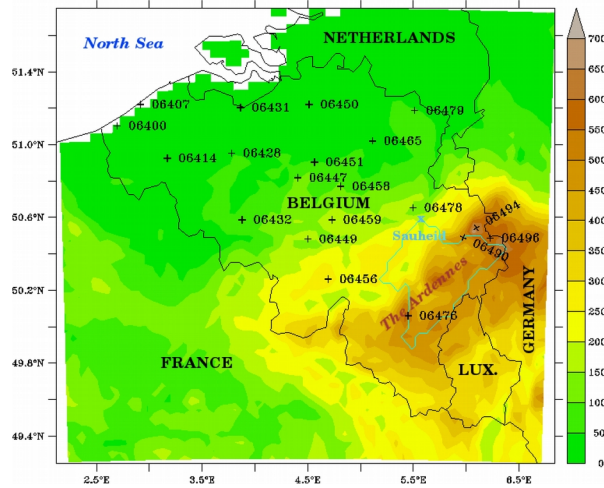 North Sea
NETHERLANDS
700
650
600
550
500
450
400
350
300
250
200
150
100
50
0
51.4°N
51.0°N
50.6°N
50.2°N
49.8°N
49.4°N
06407
06431
06450
06479
06400
06465
06414
06428
06451
06447
06458
BELGIUM
06478
06494
06432
06459
Sauheid
06449
06496
06490
06456
The Ardennes
06476
GERMANY
FRANCE
LUX.
2.5°E
3.5°E
4.5°E
5.5°E
6.5°E